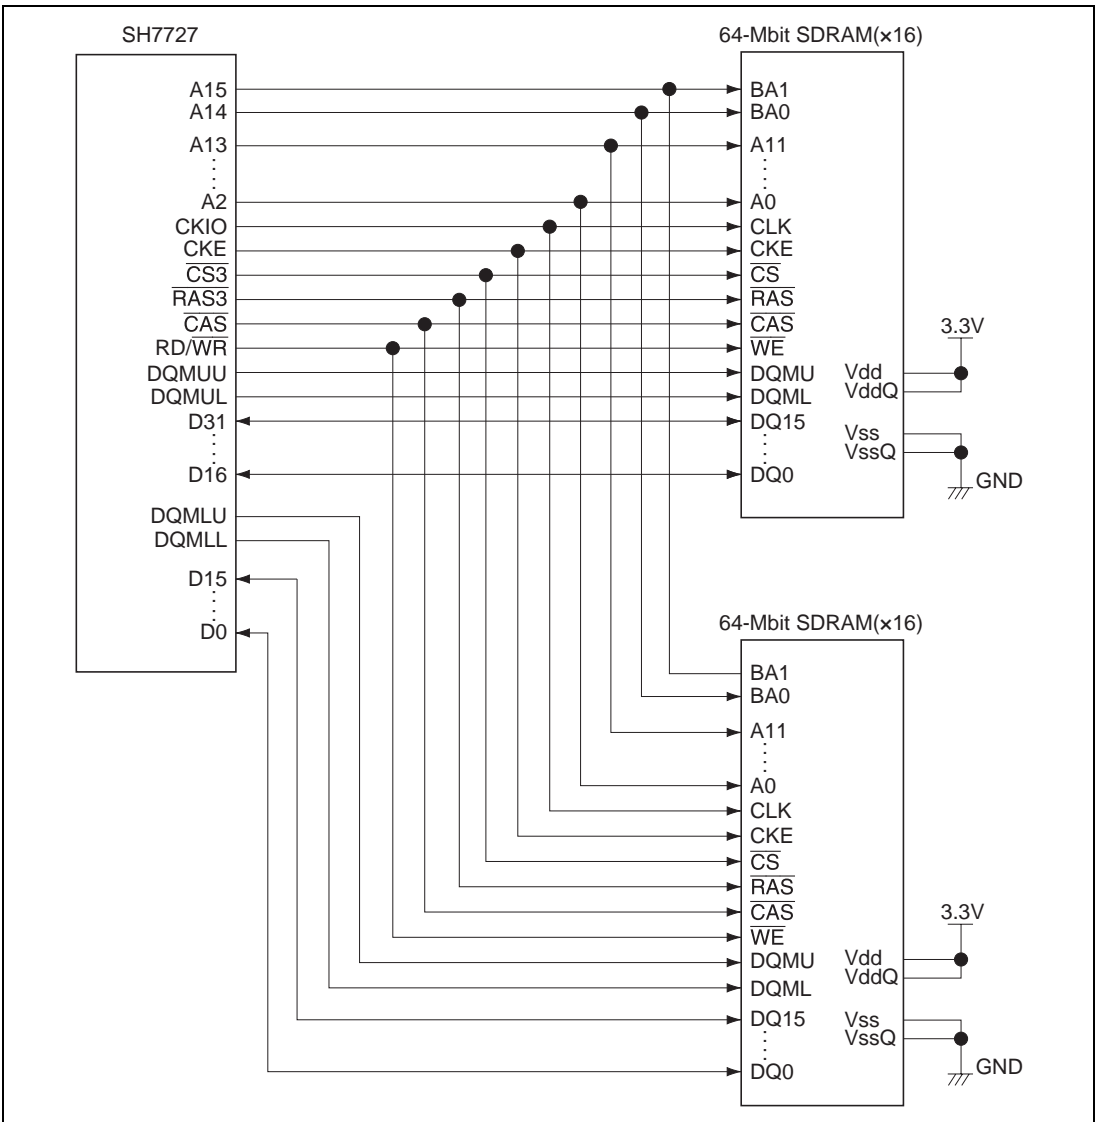 SH7727
A15
A14
A13
A2
CKIO
CKE
CS3
RAS3
CAS
RD/WR
DQMUU
DQMUL
D31
D16
DQMLU
DQMLL
D15
D0
64-Mbit SDRAM(×16)
BA1
BA0
A11
A0
CLK
CKE
CS
RAS
CAS
WE
DQMU
DQML
DQ15
DQ0
3.3V
Vdd
VddQ
Vss
VssQ
GND
64-Mbit SDRAM(×16)
BA1
BA0
A11
A0
CLK
CKE
CS
RAS
CAS
WE
DQMU
DQML
DQ15
DQ0
3.3V
Vdd
VddQ
Vss
VssQ
GND